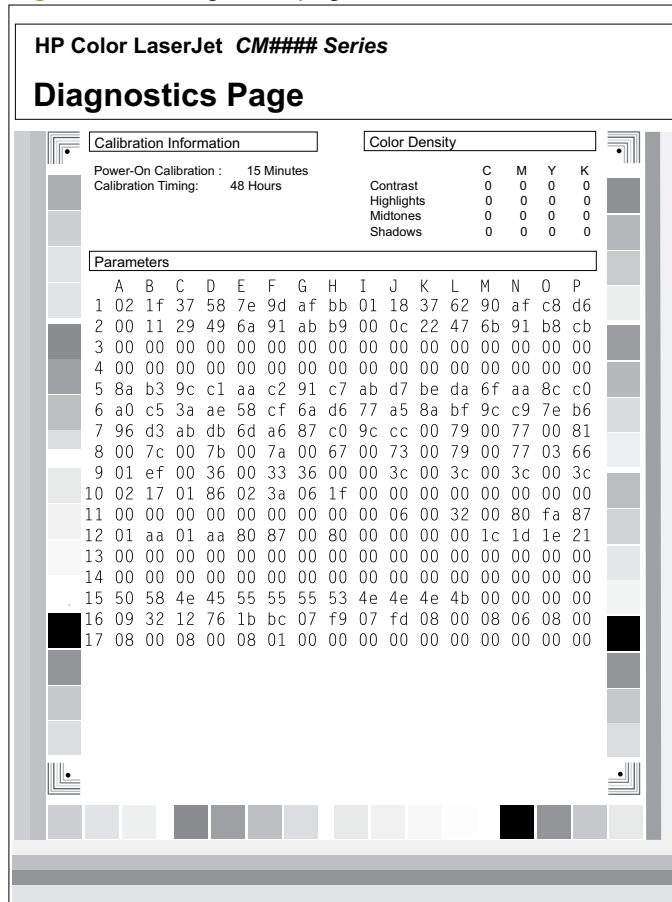 HP Color LaserJet CM#### Series
Diagnostics Page
Calibration Information
Power-On Calibration : 15 Minutes
Calibration Timing: 48 Hours
Color Density
C M Y K
Contrast 0 0 0 0
Highlights 0 0 0 0
Midtones 0 0 0 0
Shadows 0 0 0 0
Parameters
A B C D E F G H I J K L M N O P
1 02 1f 37 58 7e 9d af bb 01 18 37 62 90 af c8 d6
2 00 11 29 49 6a 91 ab b9 00 0c 22 47 6b 91 b8 cb
3 00 00 00 00 00 00 00 00 00 00 00 00 00 00 00 00
4 00 00 00 00 00 00 00 00 00 00 00 00 00 00 00 00
5 8a b3 9c c1 aa c2 91 c7 ab d7 be da 6f aa 8c c0
6 a0 c5 3a ae 58 cf 6a d6 77 a5 8a bf 9c c9 7e b6
7 96 d3 ab db 6d a6 87 c0 9c cc 00 79 00 77 00 81
8 00 7c 00 7b 00 7a 00 67 00 73 00 79 00 77 03 66
9 01 ef 00 36 00 33 36 00 00 3c 00 3c 00 3c 00 3c
10 02 17 01 86 02 3a 06 1f 00 00 00 00 00 00 00 00
11 00 00 00 00 00 00 00 00 00 06 00 32 00 80 fa 87
12 01 aa 01 aa 80 87 00 80 00 00 00 00 1c 1d 1e 21
13 00 00 00 00 00 00 00 00 00 00 00 00 00 00 00 00
14 00 00 00 00 00 00 00 00 00 00 00 00 00 00 00 00
15 50 58 4e 45 55 55 55 53 4e 4e 4e 4b 00 00 00 00
16 09 32 12 76 1b bc 07 f9 07 fd 08 00 08 06 08 00
17 08 00 08 00 08 01 00 00 00 00 00 00 00 00 00 00